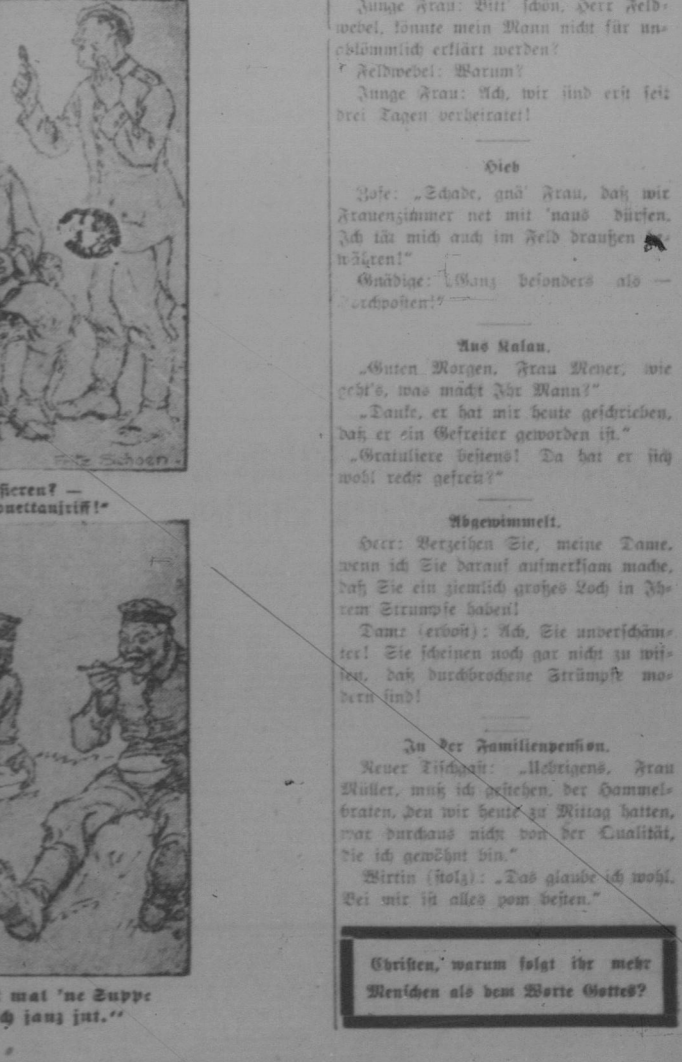 Fritz Schoen
sieren? —
onettangriff!"
mal 'ne Suppe
ch janz jut."
Junge Frau: Bitt' schön, Herr Feld-
webel, könnte mein Mann nicht für un-
abkömmlich erklärt werden?
Feldwebel: Warum?
Junge Frau: Ach, wir sind erst seit
drei Tagen verheiratet!
Hieb
Zofe: „Schade, gnä' Frau, daß wir
Frauenzimmer net mit 'naus dürfen.
Ich tät mich auch im Feld draußen be-
währen!"
Gnädige: „Ganz besonders als —
Horchposten!"
Aus Kalau.
„Guten Morgen, Frau Meyer, wie
geht's, was macht Ihr Mann?"
„Danke, er hat mir heute geschrieben,
daß er ein Gefreiter geworden ist."
„Gratuliere bestens! Da hat er sich
wohl recht gefreit?"
Abgewimmelt.
Herr: Verzeihen Sie, meine Dame,
wenn ich Sie darauf aufmerksam mache,
daß Sie ein ziemlich großes Loch in Ih-
rem Strumpfe haben!
Dame (erbost): Ach, Sie unverschäm-
ter! Sie scheinen noch gar nicht zu wis-
sen, daß durchbrochene Strümpfe mo-
dern sind!
In der Familienpension.
Neuer Tischgast: „Uebrigens, Frau
Müller, muß ich gestehen, der Hammel-
braten, den wir heute zu Mittag hatten,
war durchaus nicht von der Qualität,
die ich gewöhnt bin."
Wirtin (stolz): „Das glaube ich wohl.
Bei mir ist alles vom besten."
Christen, warum folgt ihr mehr
Menschen als dem Worte Gottes?